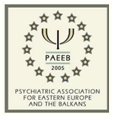 PAEEB
2005
PSYCHIATRIC ASSOCIATION
FOR EASTERN EUROPE
AND THE BALKANS